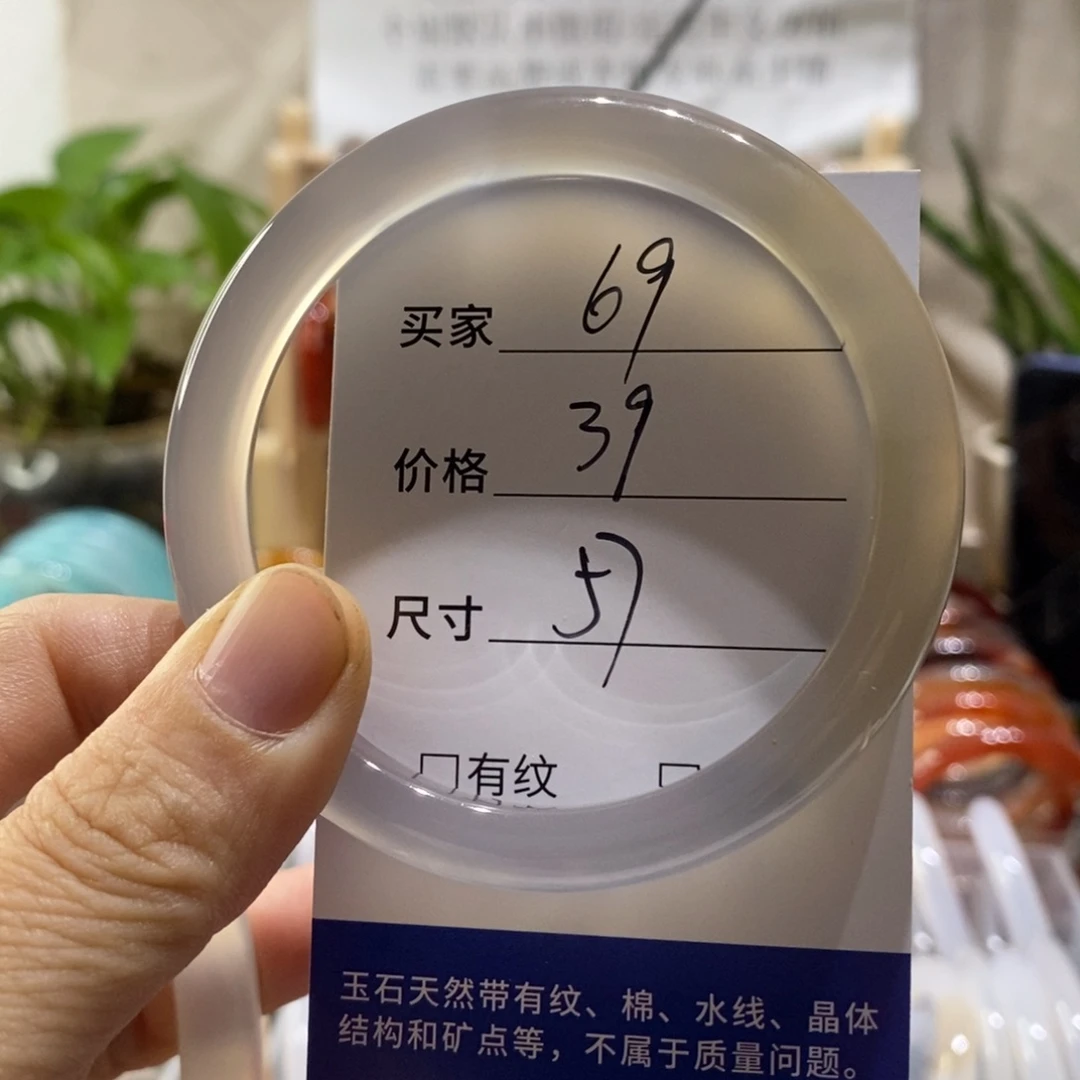 买家 69
价格 39
尺寸 57
□有纹 □
玉石天然带有纹、棉、水线、晶体
结构和矿点等，不属于质量问题。